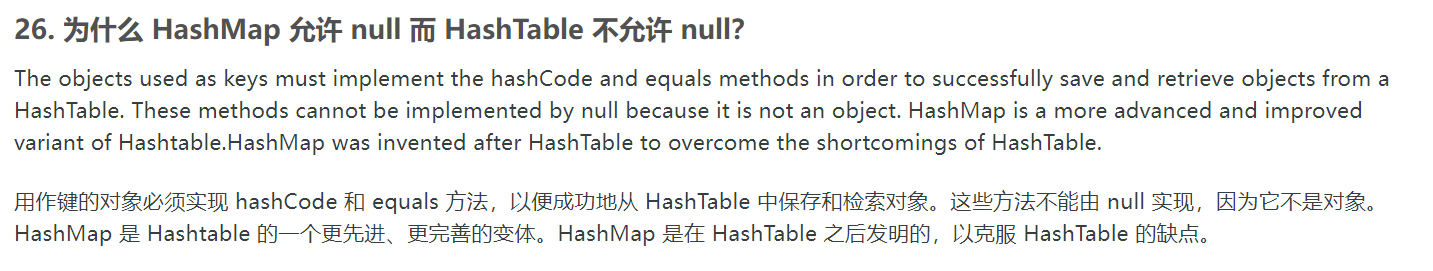 26. 为什么 HashMap 允许 null 而 HashTable 不允许 null？
The objects used as keys must implement the hashCode and equals methods in order to successfully save and retrieve objects from a
HashTable. These methods cannot be implemented by null because it is not an object. HashMap is a more advanced and improved
variant of Hashtable.HashMap was invented after HashTable to overcome the shortcomings of HashTable.
用作键的对象必须实现 hashCode 和 equals 方法，以便成功地从 HashTable 中保存和检索对象。这些方法不能由 null 实现，因为它不是对象。
HashMap 是 Hashtable 的一个更先进、更完善的变体。HashMap 是在 HashTable 之后发明的，以克服 HashTable 的缺点。